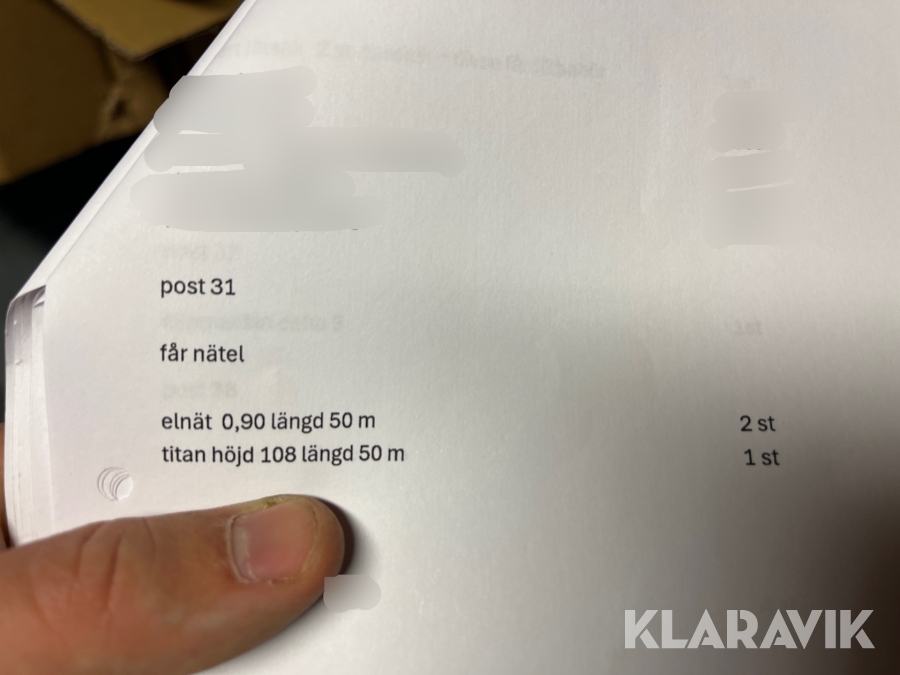 post 31
får nätel
elnät 0,90 längd 50 m 2 st
titan höjd 108 längd 50 m 1 st
KLARAVIK